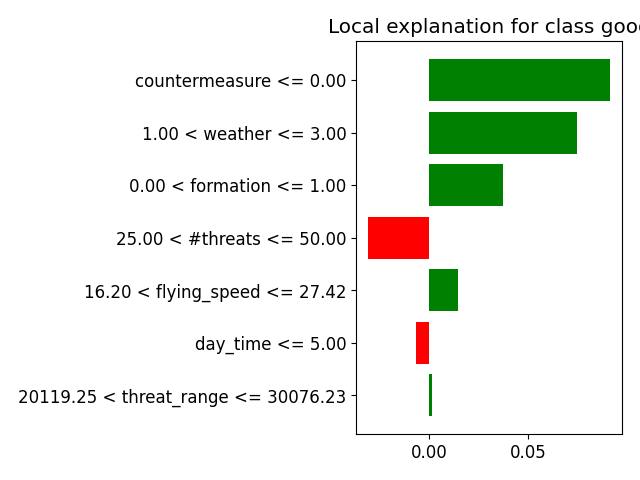 Local explanation for class good
countermeasure <= 0.00
1.00 < weather <= 3.00
0.00 < formation <= 1.00
25.00 < #threats <= 50.00
16.20 < flying_speed <= 27.42
day_time <= 5.00
20119.25 < threat_range <= 30076.23
0.00 0.05